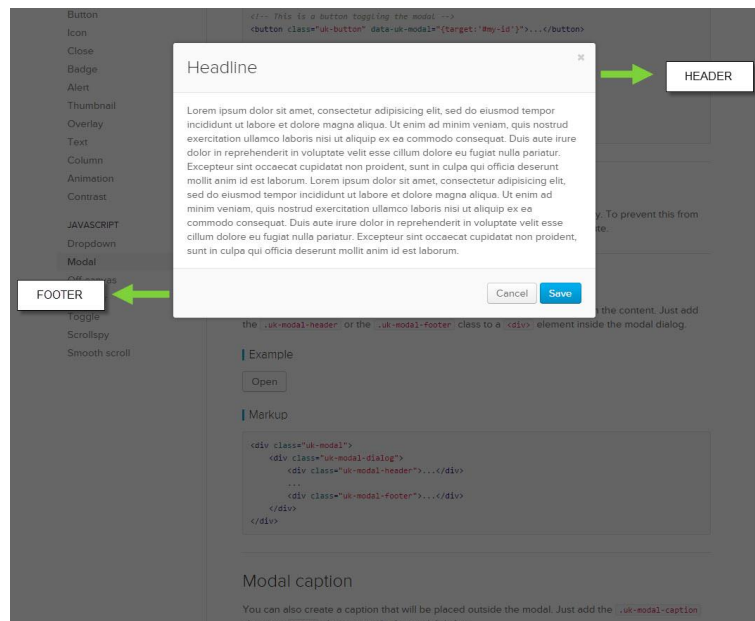 Button
Icon
Close
Badge
Alert
Thumbnail
Overlay
Text
Column
Animation
Contrast
JAVASCRIPT
Dropdown
Modal
Off-canvas
Toggle
Scrollspy
Smooth scroll
<!-- This is a button toggling the modal -->
<button class="uk-button" data-uk-modal="{target:'#my-id'}">...</button>
Headline
HEADER
Lorem ipsum dolor sit amet, consectetur adipisicing elit, sed do eiusmod tempor
incididunt ut labore et dolore magna aliqua. Ut enim ad minim veniam, quis nostrud
exercitation ullamco laboris nisi ut aliquip ex ea commodo consequat. Duis aute irure
dolor in reprehenderit in voluptate velit esse cillum dolore eu fugiat nulla pariatur.
Excepteur sint occaecat cupidatat non proident, sunt in culpa qui officia deserunt
mollit anim id est laborum. Lorem ipsum dolor sit amet, consectetur adipisicing elit,
sed do eiusmod tempor incididunt ut labore et dolore magna aliqua. Ut enim ad
minim veniam, quis nostrud exercitation ullamco laboris nisi ut aliquip ex ea
commodo consequat. Duis aute irure dolor in reprehenderit in voluptate velit esse
cillum dolore eu fugiat nulla pariatur. Excepteur sint occaecat cupidatat non proident,
sunt in culpa qui officia deserunt mollit anim id est laborum.
y. To prevent this from
te.
Cancel Save
FOOTER
n the content. Just add
the .uk-modal-header or the .uk-modal-footer class to a <div> element inside the modal dialog.
Example
Open
Markup
<div class="uk-modal">
<div class="uk-modal-dialog">
<div class="uk-modal-header">...</div>
...
<div class="uk-modal-footer">...</div>
</div>
</div>
Modal caption
You can also create a caption that will be placed outside the modal. Just add the .uk-modal-caption